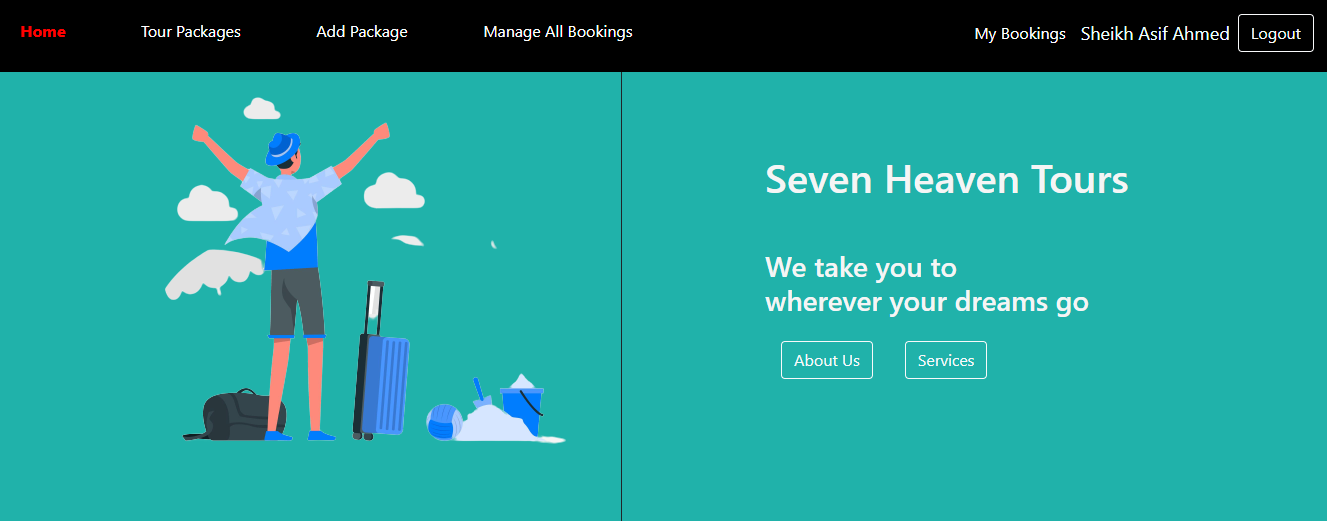 Home Tour Packages Add Package Manage All Bookings My Bookings Sheikh Asif Ahmed Logout
Seven Heaven Tours
We take you to
wherever your dreams go
About Us Services